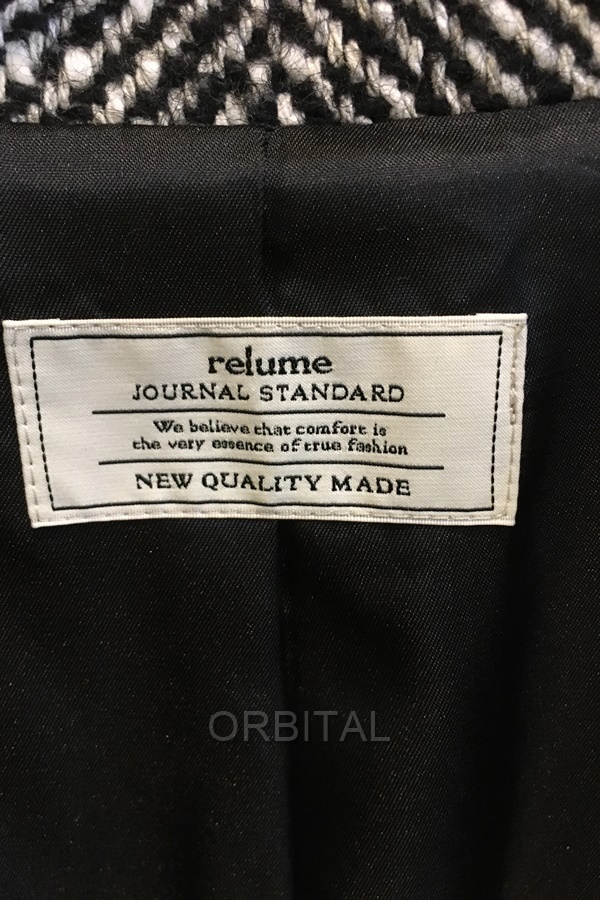 relume
JOURNAL STANDARD
We believe that comfort is
the very essence of true fashion
NEW QUALITY MADE
ORBITAL